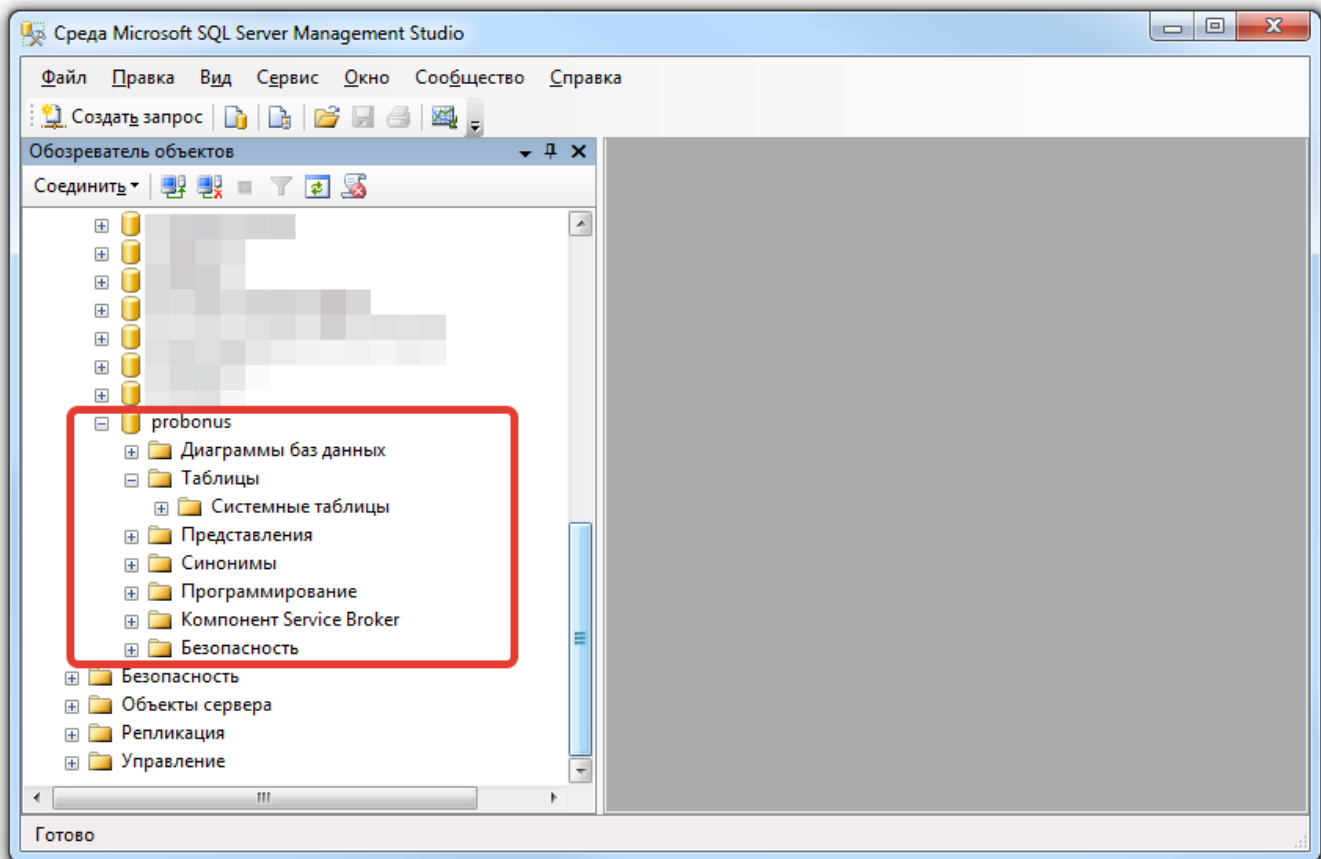 Среда Microsoft SQL Server Management Studio
Файл Правка Вид Сервис Окно Сообщество Справка
Создать запрос
Обозреватель объектов
Соединить
probonus
Диаграммы баз данных
Таблицы
Системные таблицы
Представления
Синонимы
Программирование
Компонент Service Broker
Безопасность
Безопасность
Объекты сервера
Репликация
Управление
Готово